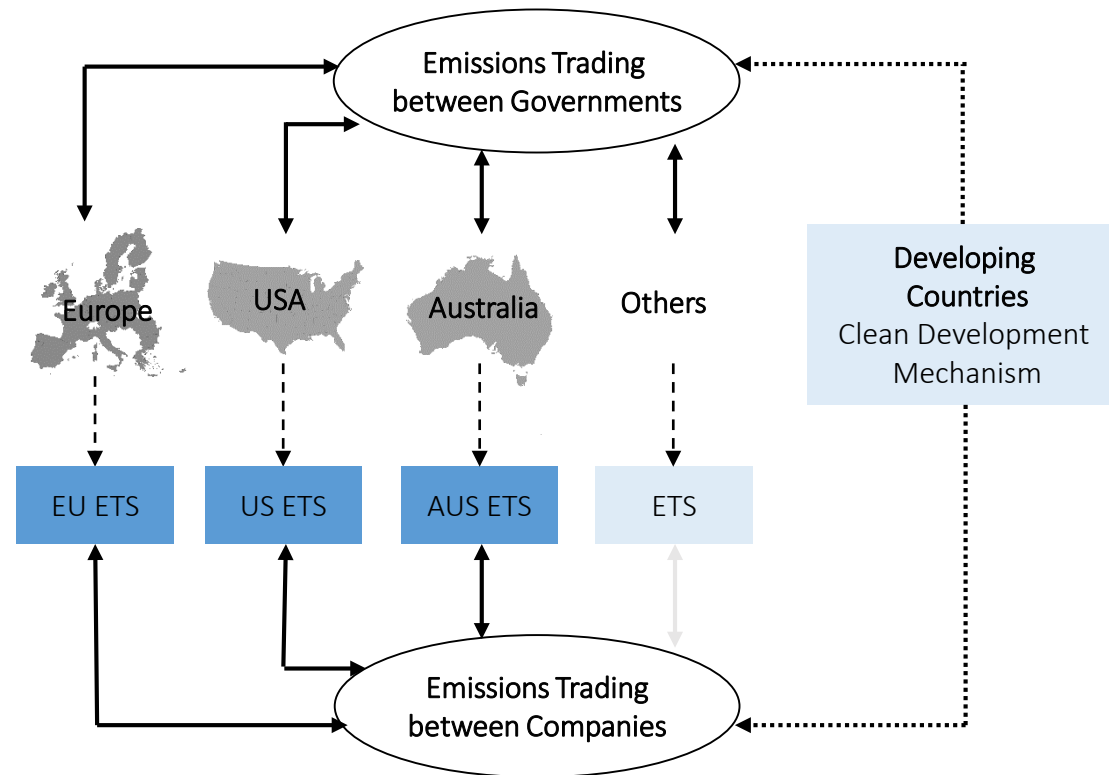 Emissions Trading
between Governments
Europe
USA
Australia
Others
Developing
Countries
Clean Development
Mechanism
EU ETS
US ETS
AUS ETS
ETS
Emissions Trading
between Companies